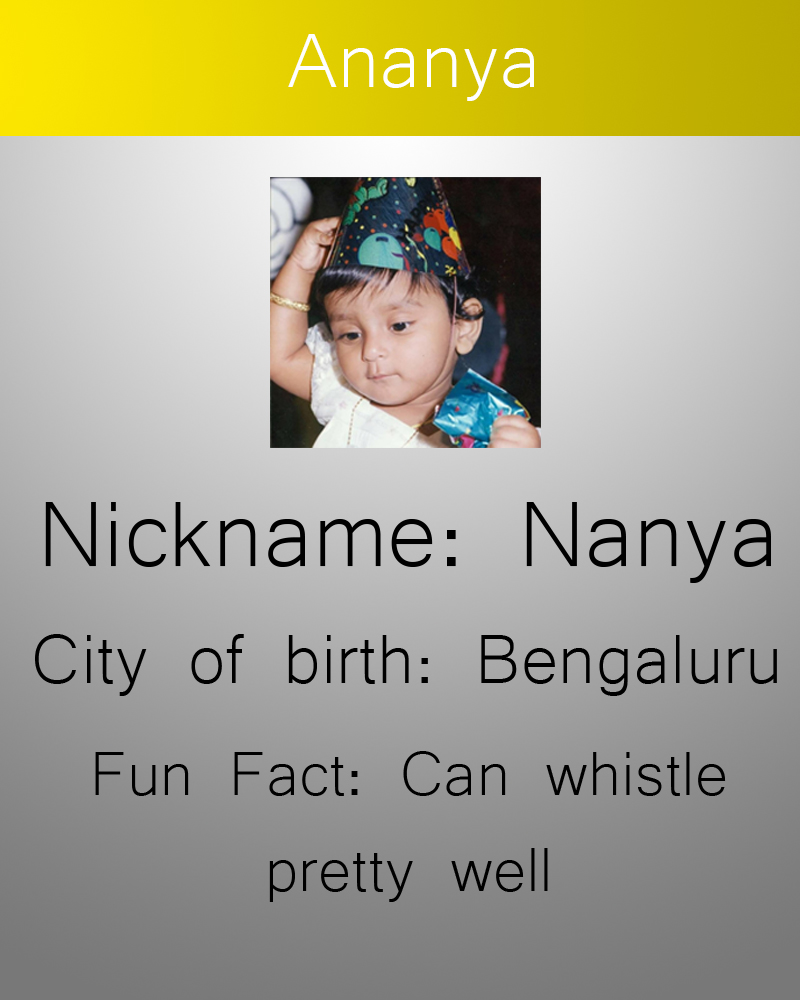 Ananya
Nickname: Nanya
City of birth: Bengaluru
Fun Fact: Can whistle
pretty well